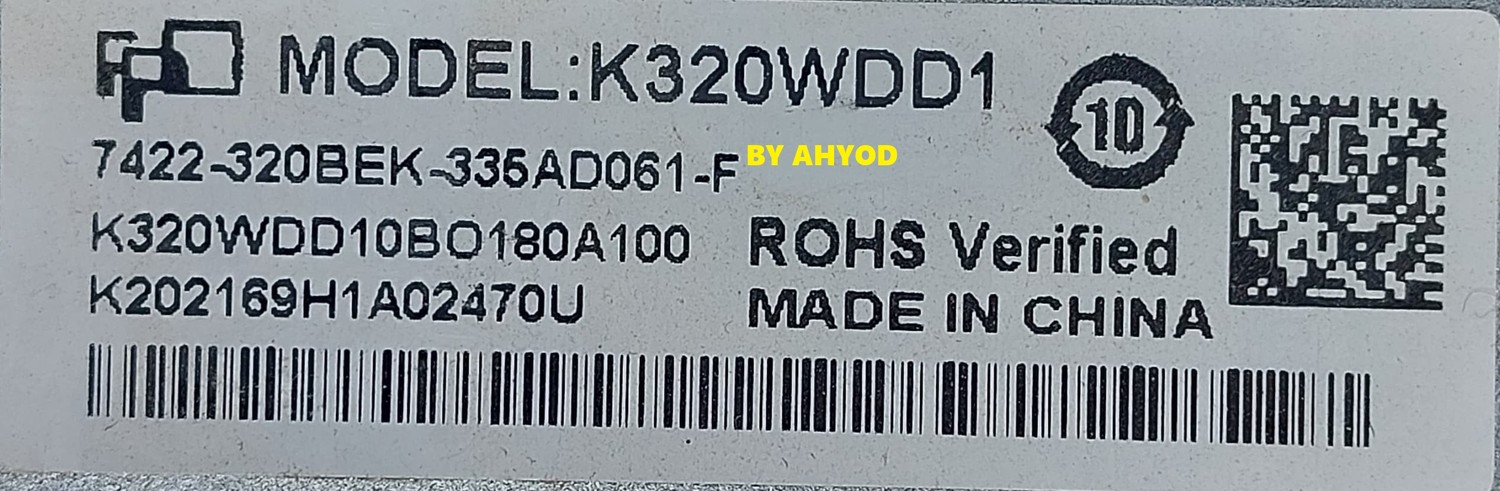 MODEL:K320WDD1
10
7422-320BEK-335AD061-F
BY AHYOD
K320WDD10BO180A100
ROHS Verified
K202169H1A02470U
MADE IN CHINA